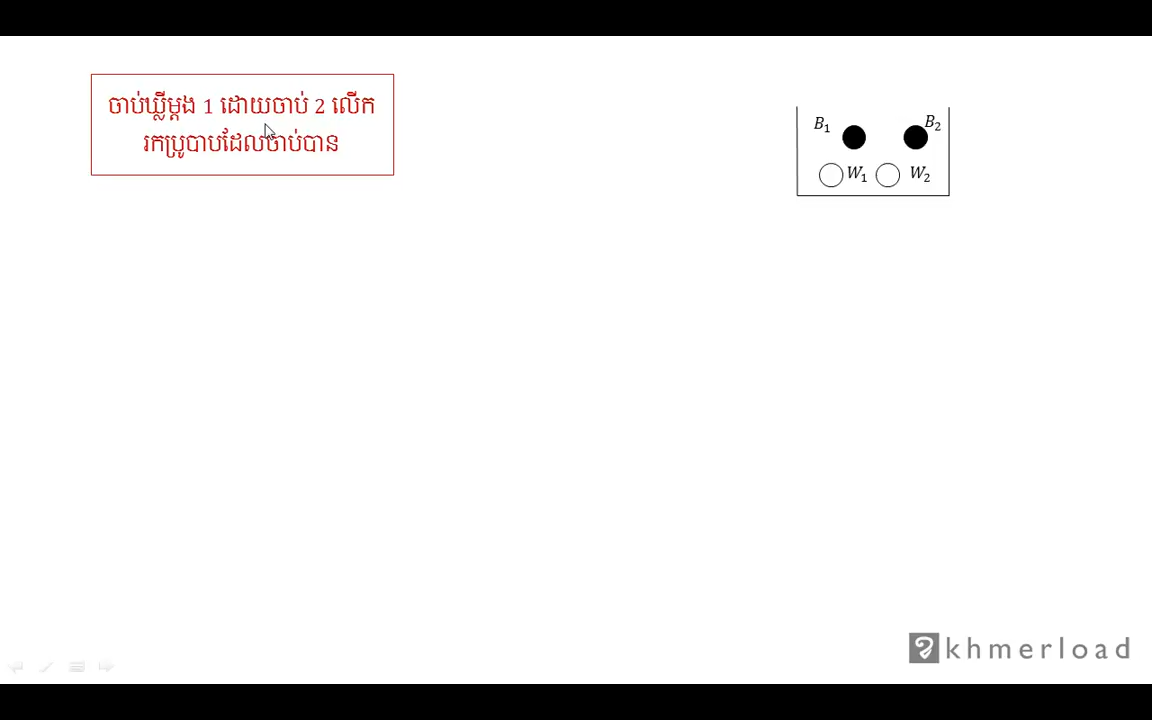 ចាប់ឃ្លីម្តង 1 ដោយចាប់ 2 លើក
រកប្រូបាបដែលចាប់បាន
B₁ B₂
W₁ W₂
khmerload